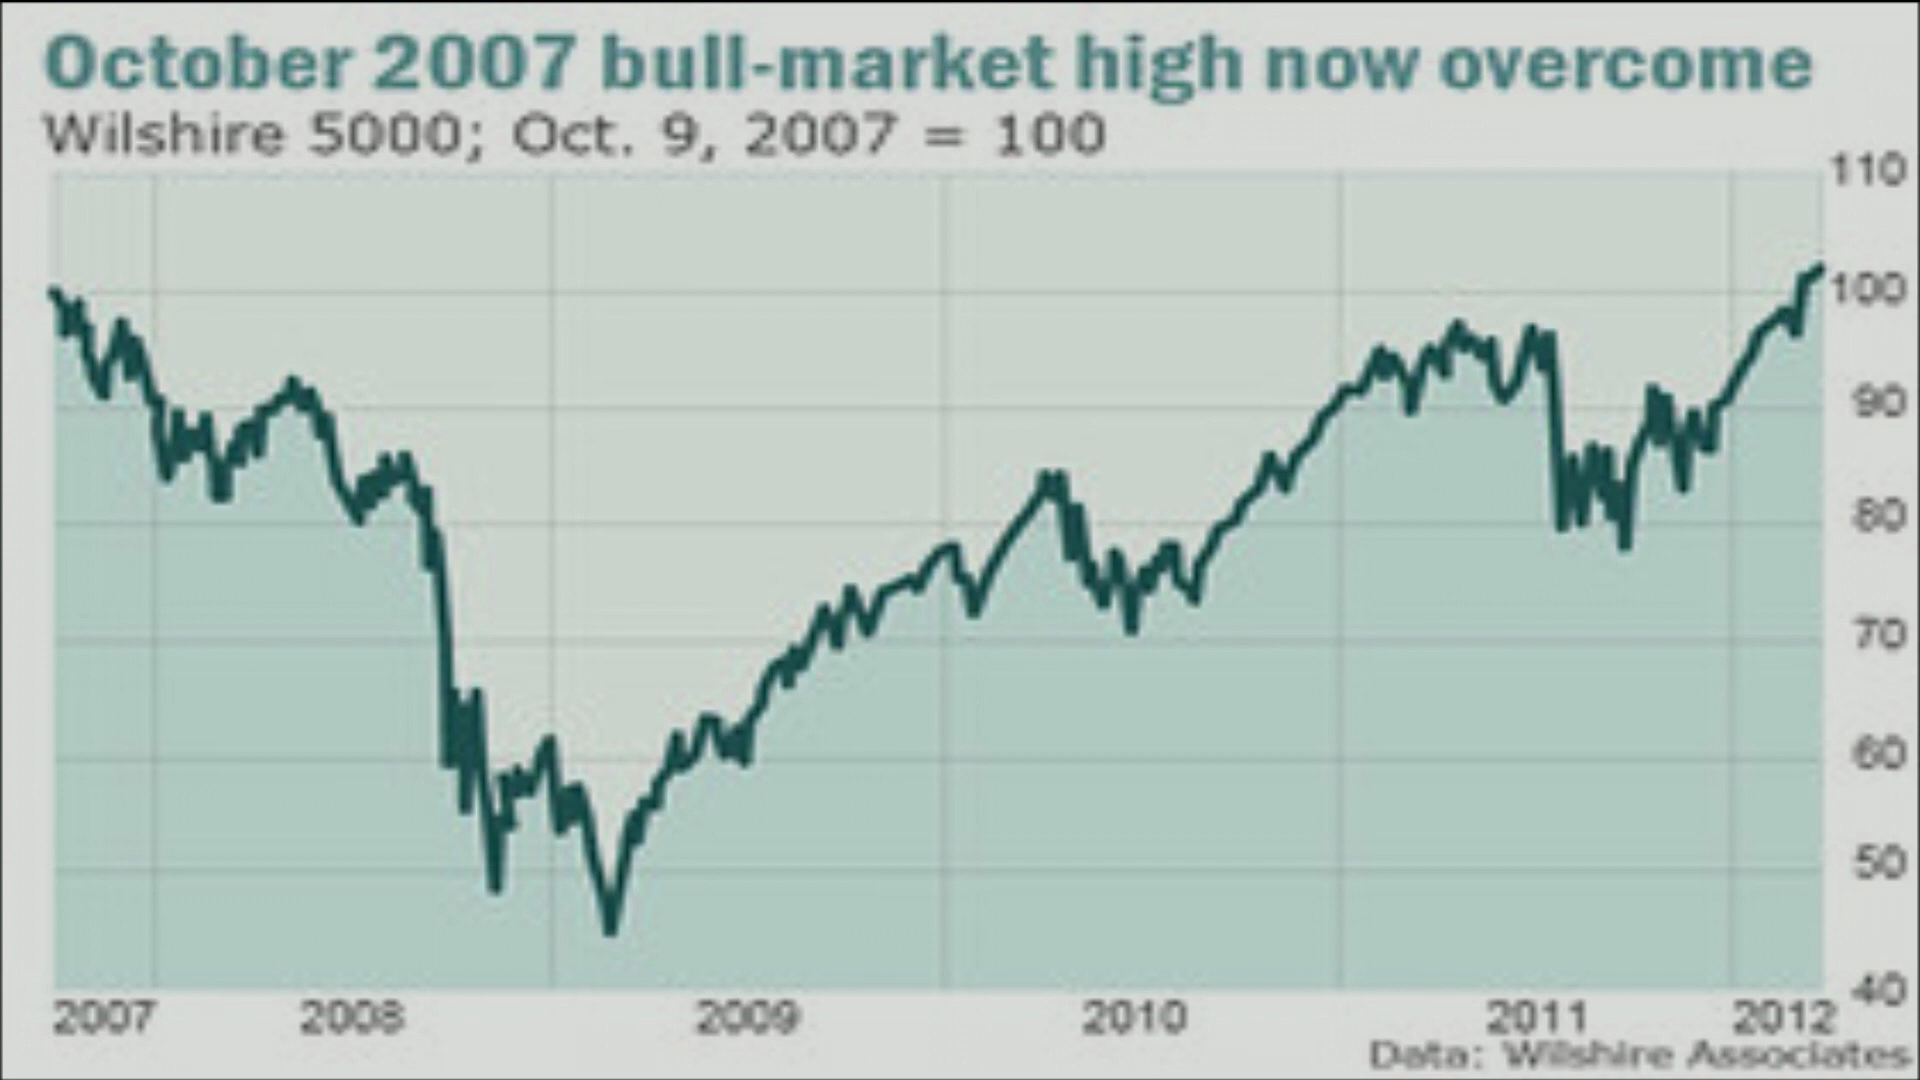 October 2007 bull-market high now overcome
Wilshire 5000; Oct. 9, 2007 = 100
110
100
90
80
70
60
50
40
2007 2008 2009 2010 2011 2012
Data: Wilshire Associates